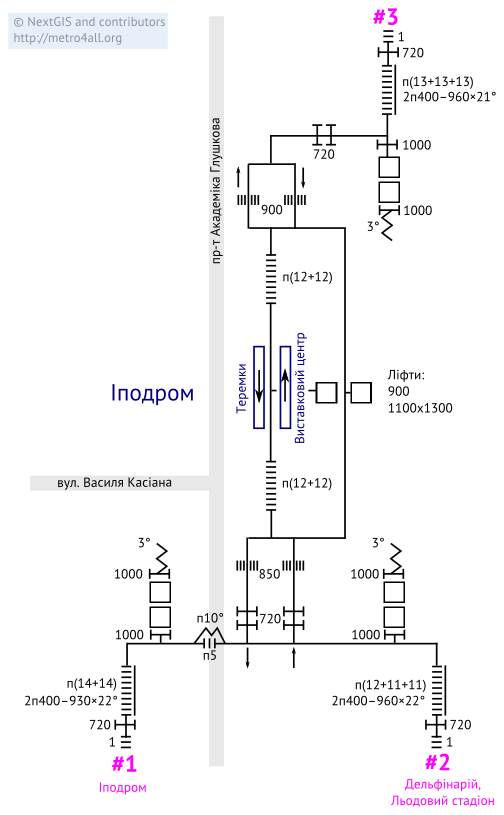 © NextGIS and contributors
http://metro4all.org
#3
1
720
п(13+13+13)
2п400–960×21°
1000
1000
3°
720
пр-т Академіка Глушкова
900
п(12+12)
Іподром
Теремки
Виставковий центр
Ліфти:
900
1100х1300
вул. Василя Касіана
п(12+12)
3°
1000
850
3°
1000
п10°
720
1000
п5
1000
п(14+14)
2п400–930×22°
720
1
#1
Іподром
п(12+11+11)
2п400–960×22°
720
1
#2
Дельфінарій,
Льодовий стадіон